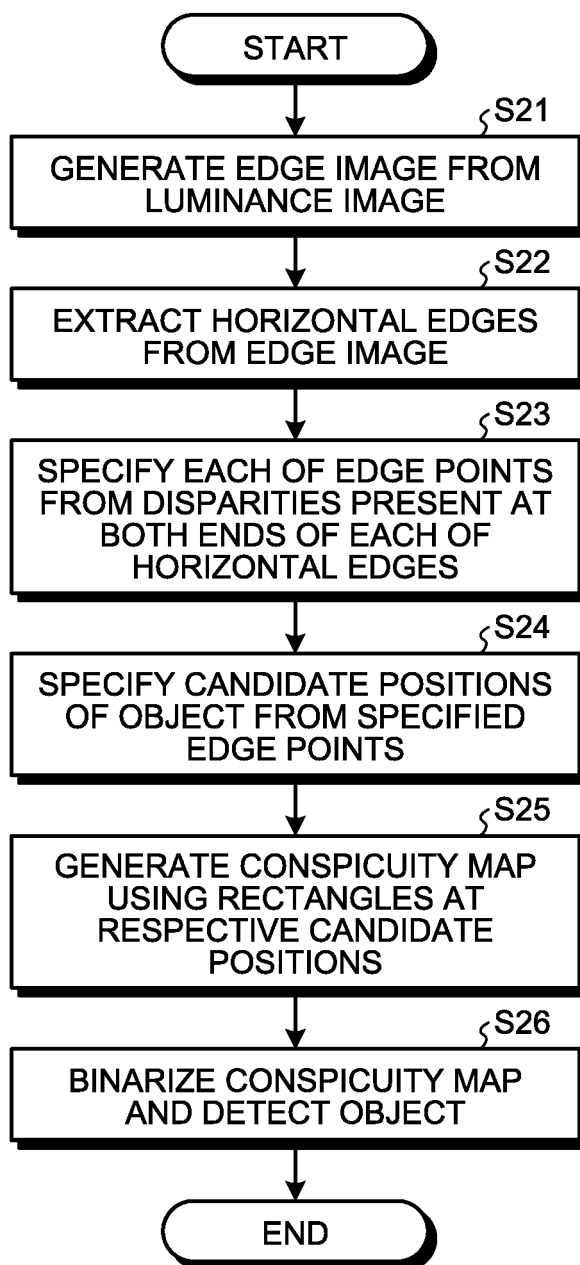 START
S21
GENERATE EDGE IMAGE FROM
LUMINANCE IMAGE
S22
EXTRACT HORIZONTAL EDGES
FROM EDGE IMAGE
S23
SPECIFY EACH OF EDGE POINTS
FROM DISPARITIES PRESENT AT
BOTH ENDS OF EACH OF
HORIZONTAL EDGES
S24
SPECIFY CANDIDATE POSITIONS
OF OBJECT FROM SPECIFIED
EDGE POINTS
S25
GENERATE CONSPICUITY MAP
USING RECTANGLES AT
RESPECTIVE CANDIDATE
POSITIONS
S26
BINARIZE CONSPICUITY MAP
AND DETECT OBJECT
END